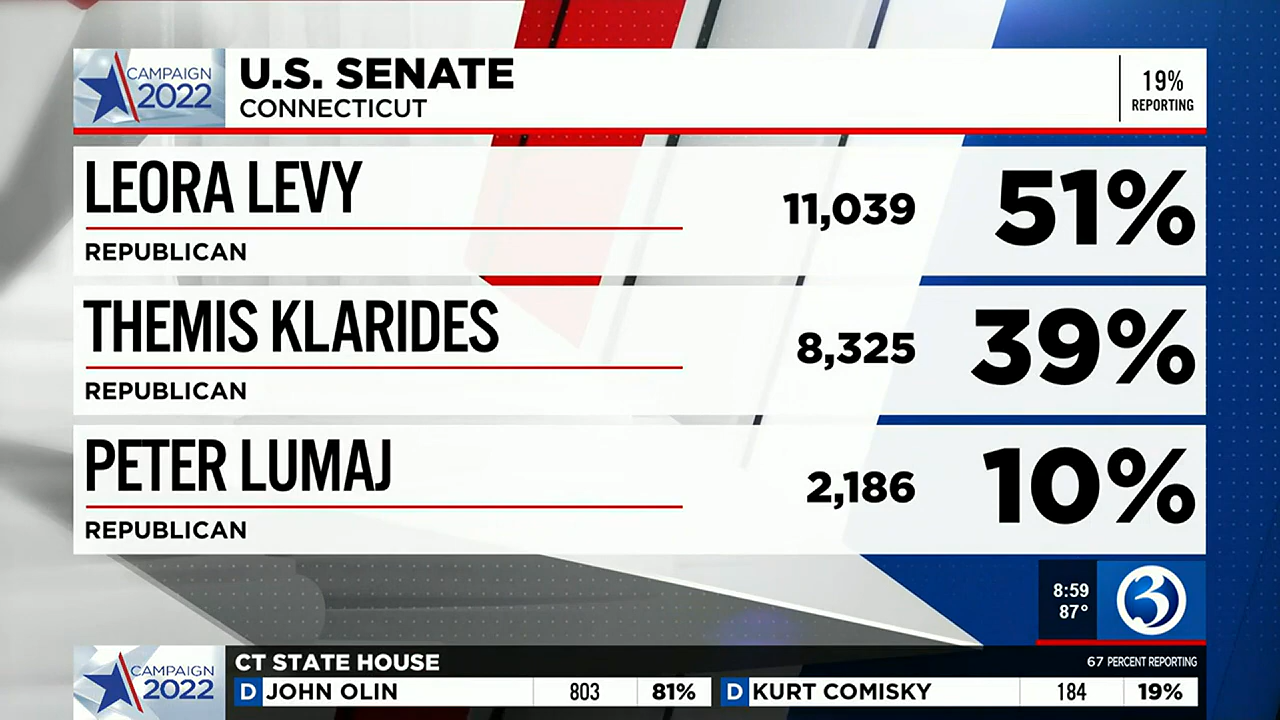 CAMPAIGN
2022
U.S. SENATE
CONNECTICUT
19%
REPORTING
LEORA LEVY
REPUBLICAN
11,039
51%
THEMIS KLARIDES
REPUBLICAN
8,325
39%
PETER LUMAJ
REPUBLICAN
2,186
10%
8:59
87°
3
CAMPAIGN
2022
CT STATE HOUSE
67 PERCENT REPORTING
D JOHN OLIN 803 81% D KURT COMISKY 184 19%